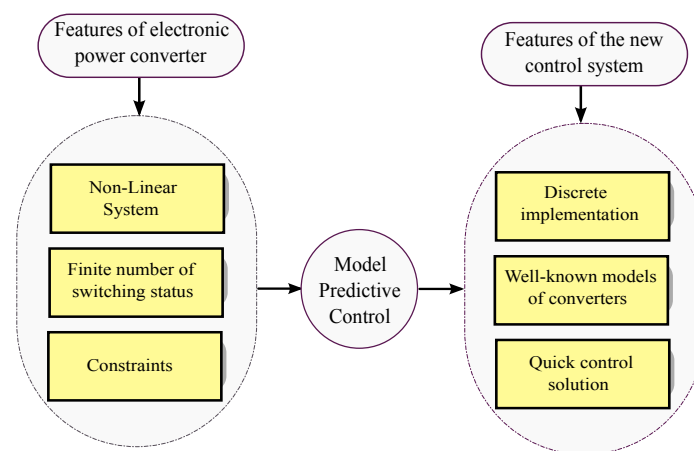 Features of electronic
power converter
Non-Linear
System
Finite number of
switching status
Constraints
Model
Predictive
Control
Features of the new
control system
Discrete
implementation
Well-known models
of converters
Quick control
solution